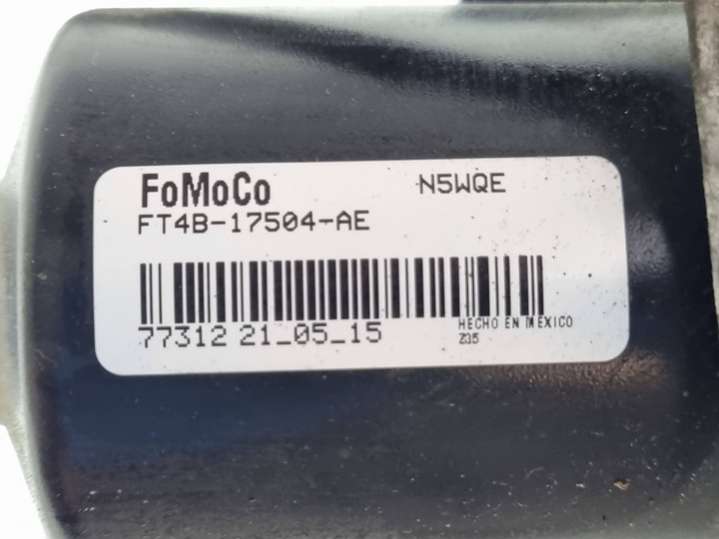 FoMoCo N5WQE
FT4B-17504-AE
77312 21_05_15
HECHO EN MEXICO
Z35